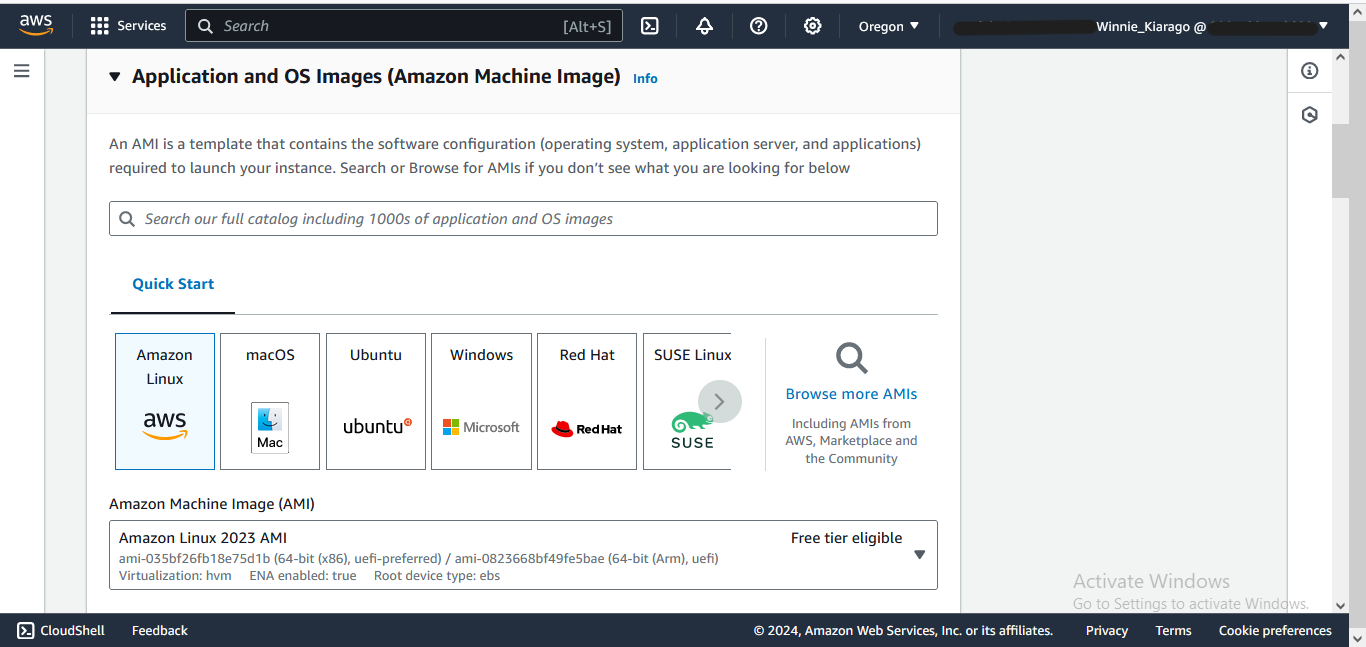 aws
Services
Search [Alt+S]
Oregon
Winnie_Kiarago @
Application and OS Images (Amazon Machine Image) Info
An AMI is a template that contains the software configuration (operating system, application server, and applications)
required to launch your instance. Search or Browse for AMIs if you don’t see what you are looking for below
Search our full catalog including 1000s of application and OS images
Quick Start
Amazon
Linux
aws
macOS
Mac
Ubuntu
ubuntu
Windows
Microsoft
Red Hat
Red Hat
SUSE Linux
SUSE
Browse more AMIs
Including AMIs from
AWS, Marketplace and
the Community
Amazon Machine Image (AMI)
Amazon Linux 2023 AMI Free tier eligible
ami-035bf26fb18e75d1b (64-bit (x86), uefi-preferred) / ami-0823668bf49fe5bae (64-bit (Arm), uefi)
Virtualization: hvm ENA enabled: true Root device type: ebs
Activate Windows
Go to Settings to activate Windows.
CloudShell Feedback © 2024, Amazon Web Services, Inc. or its affiliates. Privacy Terms Cookie preferences